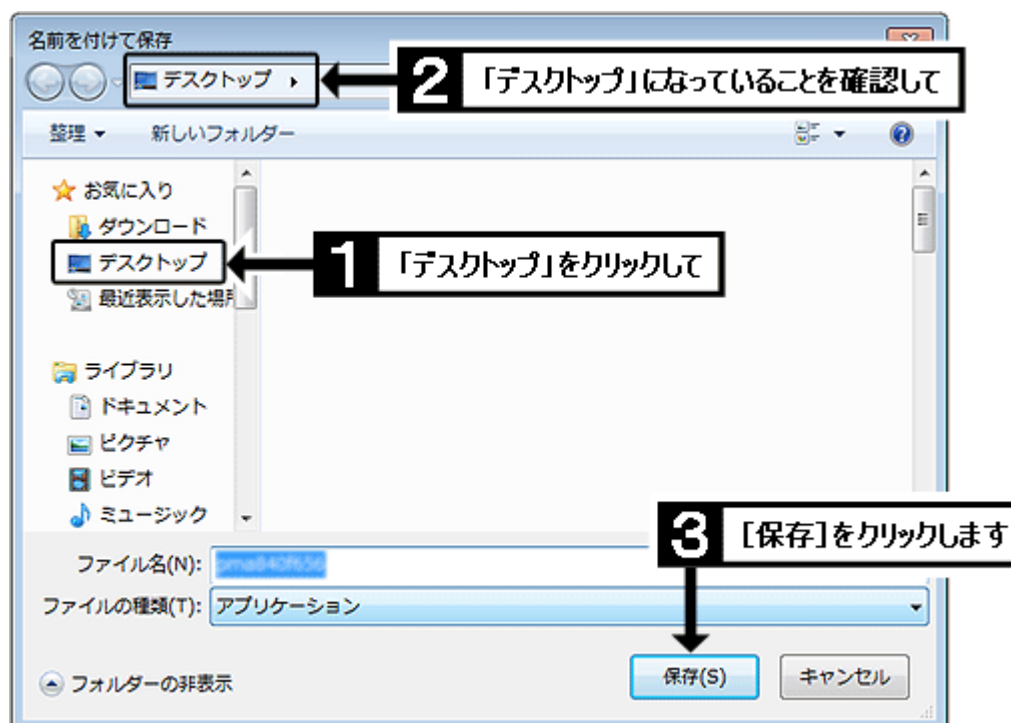 名前を付けて保存
デスクトップ
2 「デスクトップ」になっていることを確認して
整理
新しいフォルダー
お気に入り
ダウンロード
デスクトップ
1 「デスクトップ」をクリックして
最近表示した場所
ライブラリ
ドキュメント
ピクチャ
ビデオ
ミュージック
3 [保存]をクリックします
ファイル名(N):
ファイルの種類(T): アプリケーション
フォルダーの非表示
保存(S)
キャンセル